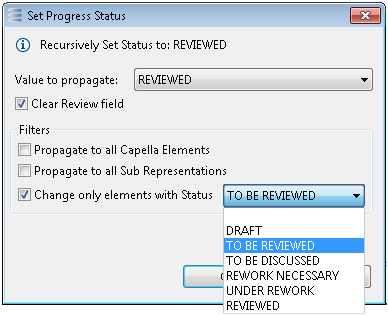 Set Progress Status
Recursively Set Status to: REVIEWED
Value to propagate:
REVIEWED
Clear Review field
Filters
Propagate to all Capella Elements
Propagate to all Sub Representations
Change only elements with Status
TO BE REVIEWED
DRAFT
TO BE REVIEWED
TO BE DISCUSSED
REWORK NECESSARY
UNDER REWORK
REVIEWED